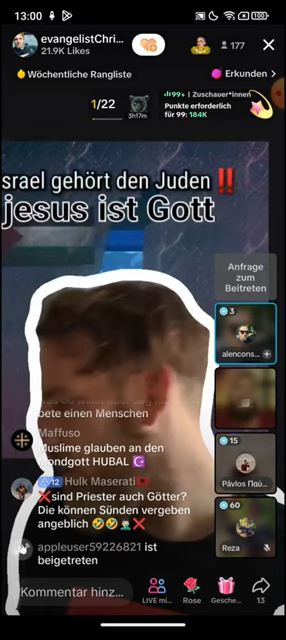 13:00
100
evangelistChri...
21.9K Likes
177
Wöchentliche Rangliste
Erkunden >
1/22
3h17m
99+ | Zuschauer*innen
Punkte erforderlich
für 99: 184K
srael gehört den Juden ‼️
jesus ist Gott
Anfrage
zum
Beitreten
3
alencons...
bete einen Menschen
Maffuso
Muslime glauben an den
mondgott HUBAL ☪️
15
Pávlos Παύ...
12 Hulk Maserati
❌sind Priester auch Götter?
Die können Sünden vergeben
angeblich 🤣🤣🤦🏻‍♂️❌
60
Reza
appleuser59226821 ist
beigetreten
Kommentar hinz...
LIVE mi...
Rose
Gesche...
13